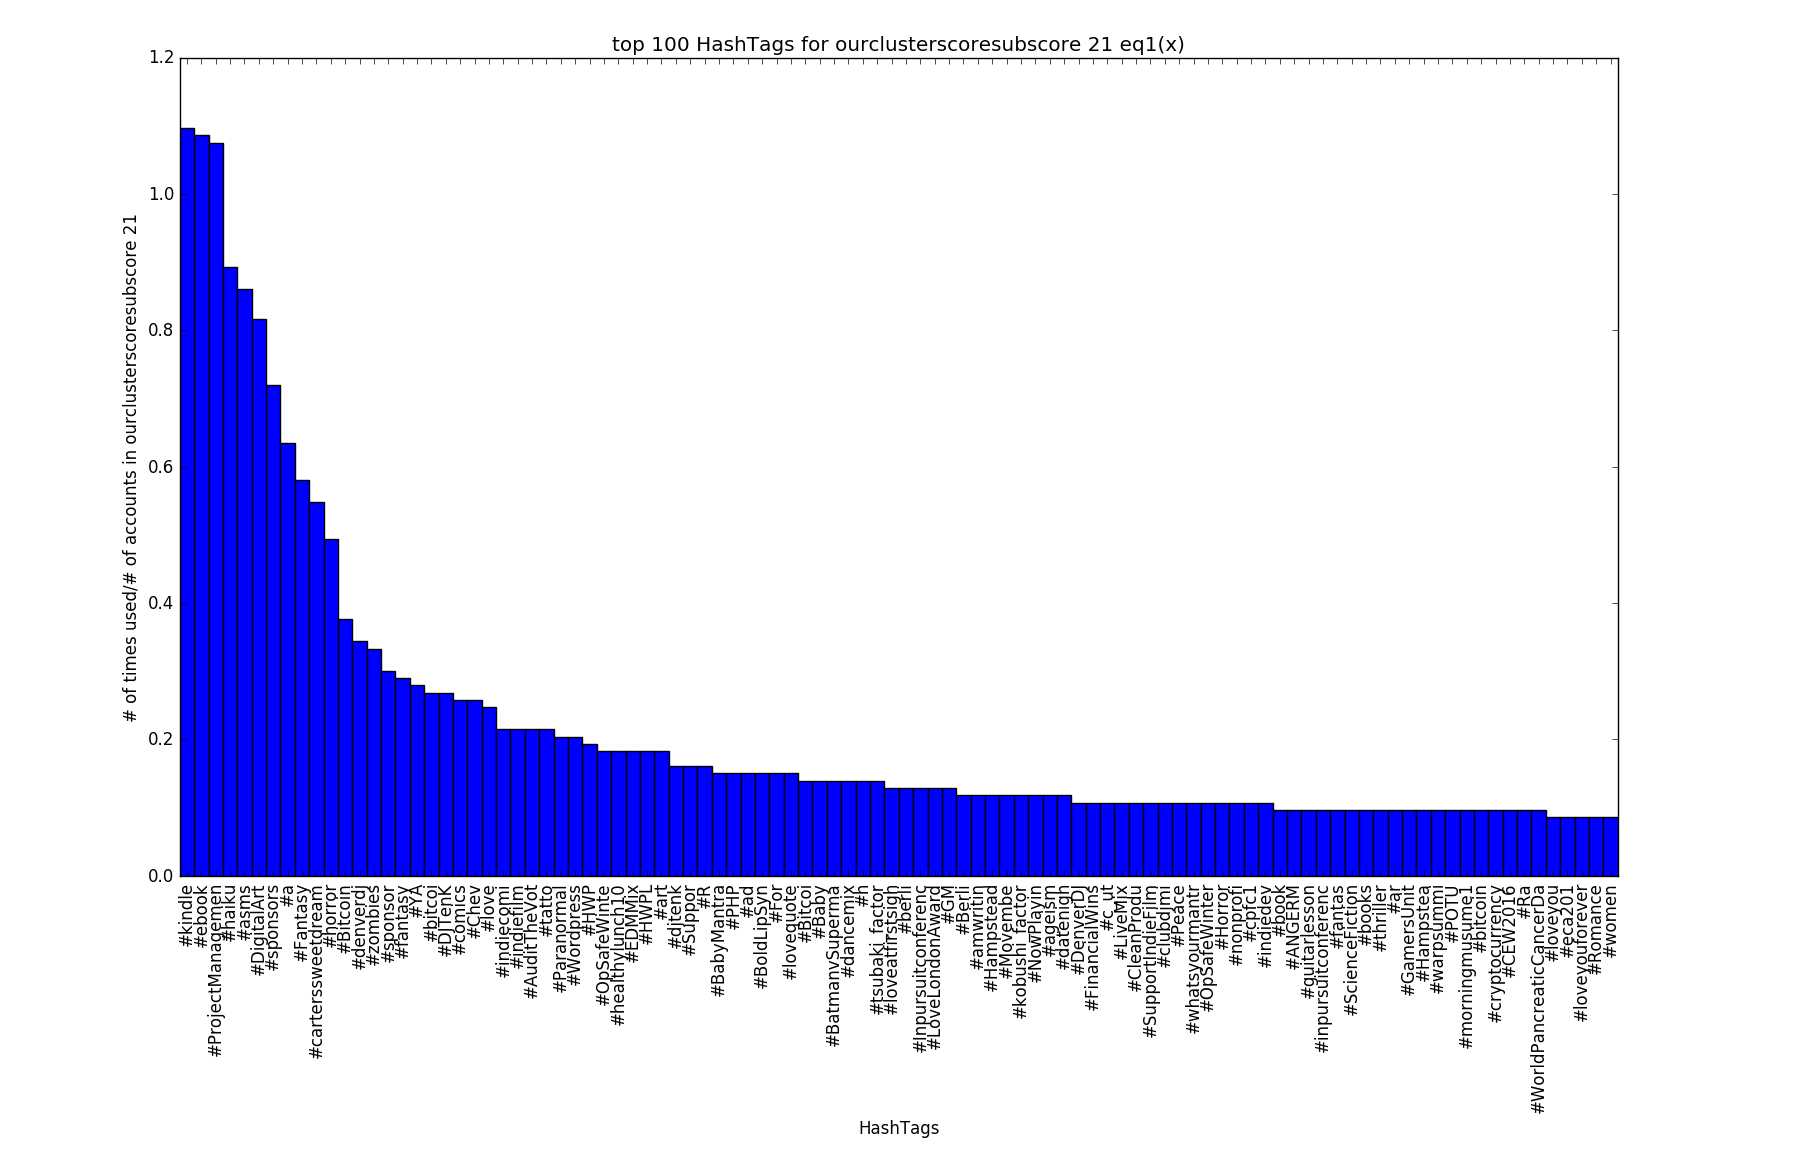 top 100 HashTags for ourclusterscoresubscore 21 eq1(x)
# of times used/# of accounts in ourclusterscoresubscore 21
1.2
1.0
0.8
0.6
0.4
0.2
0.0
#kindle
#ebook
#ProjectManagemen
#haiku
#asms
#DigitalArt
#sponsors
#a
#Fantasy
#carterssweetdream
#horror
#Bitcoin
#denverdj
#zombies
#sponsor
#fantasy
#YA
#bitcoi
#DJTenK
#comics
#Chev
#love
#indiecomi
#indiefilm
#AuditTheVot
#tatto
#Paranormal
#Wordpress
#HWP
#OpSafeWinte
#healthylunch10
#EDMMix
#HWPL
#art
#djtenk
#Suppor
#R
#BabyMantra
#PHP
#ad
#BoldLipSyn
#For
#lovequote
#Bitcoi
#Baby
#BatmanvSuperma
#dancemix
#h
#tsubaki_factor
#loveatfirstsigh
#berli
#Inpursuitconferenc
#LoveLondonAward
#GM
#Berli
#amwritin
#Hampstead
#Movembe
#kobushi_factor
#NowPlayin
#ageism
#datenigh
#DenverDJ
#FinancialWins
#c_ut
#LiveMix
#CleanProdu
#SupportIndieFilm
#clubdjmi
#Peace
#whatsyourmantr
#OpSafeWinter
#Horror
#nonprofi
#cpfc1
#indiedev
#book
#ANGERM
#guitarlesson
#inpursuitconferenc
#fantas
#ScienceFiction
#books
#thriller
#ar
#GamersUnit
#Hampstea
#warpsummi
#POTU
#morningmusume1
#bitcoin
#cryptocurrency
#CEW2016
#Ra
#WorldPancreaticCancerDa
#loveyou
#eca201
#loveyouforever
#Romance
#women
HashTags